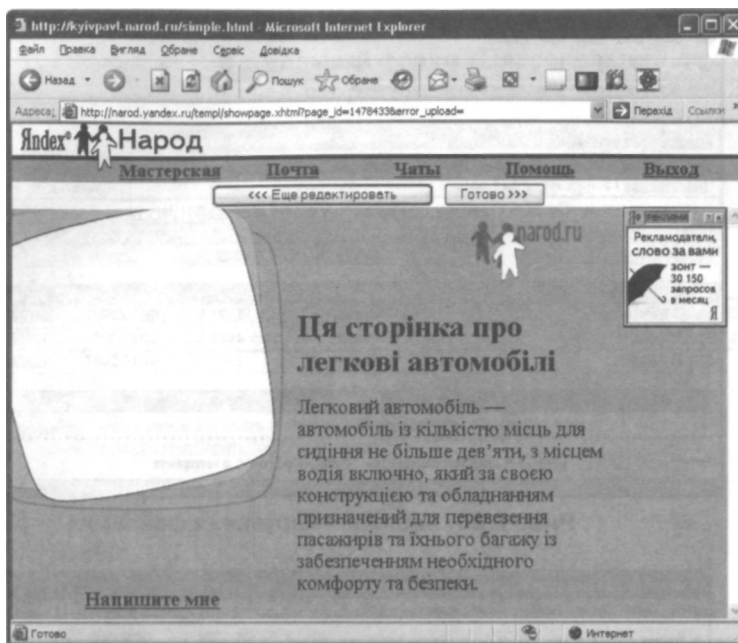 http://kyivpavl.narod.ru/simple.html - Microsoft Internet Explorer
Файл Правка Вигляд Обране Сервіс Довідка
Назад Пошук Обране
Адреса: http://narod.yandex.ru/templ/showpage.xhtml?page_id=1478433&error_upload= Перехід Ссылки »
Яndex® Народ
Мастерская Почта Чаты Помощь Выход
<<< Еще редактировать Готово >>>
narod.ru
Рекламодатели,
слово за вами
зонт —
30 150
запросов
в месяц
Я
Ця сторінка про
легкові автомобілі
Легковий автомобіль —
автомобіль із кількістю місць для
сидіння не більше дев’яти, з місцем
водія включно, який за своєю
конструкцією та обладнанням
призначений для перевезення
пасажирів та їхнього багажу із
забезпеченням необхідного
комфорту та безпеки.
Напишите мне
Готово Интернет